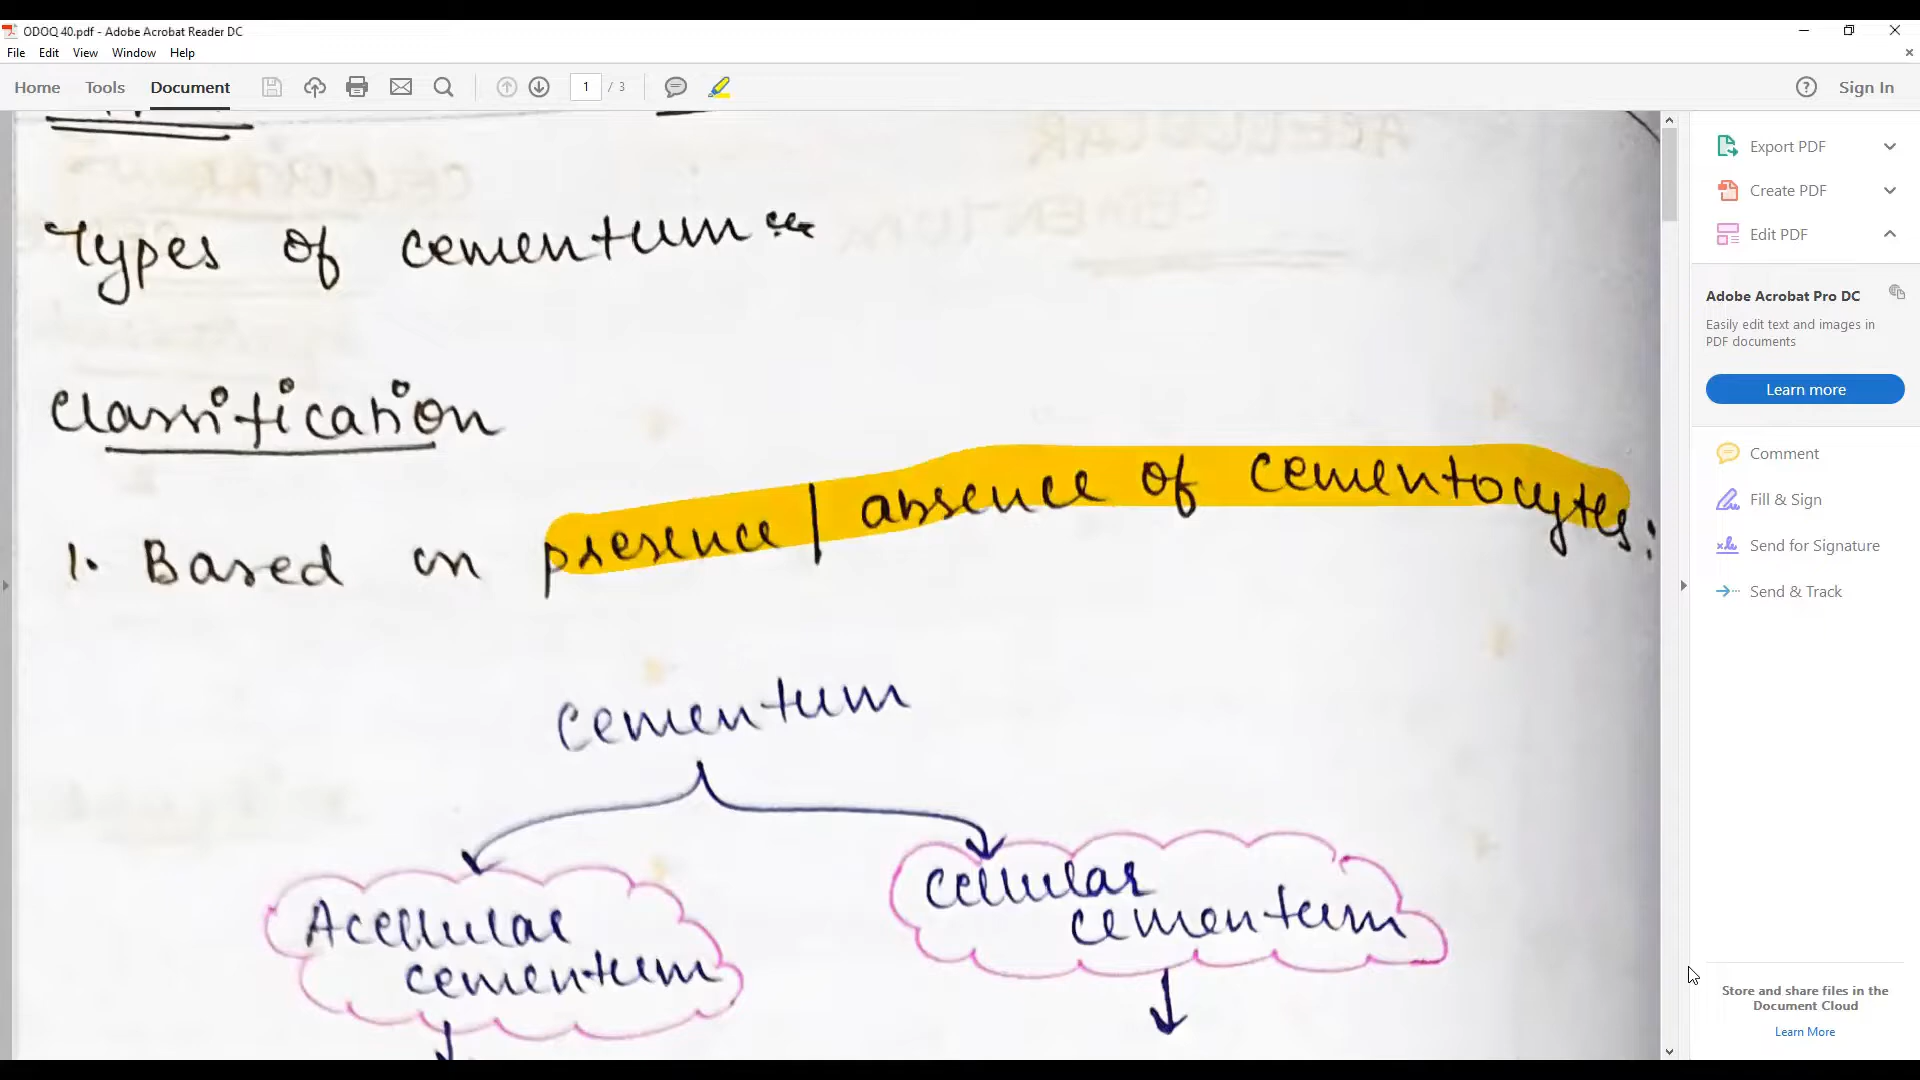 ODOQ 40.pdf - Adobe Acrobat Reader DC
File Edit View Window Help
Home Tools Document 1 / 3 Sign In
Types of cementum
Classification
1. Based on presence | absence of cementocytes:
cementum
Acellular
cementum
Cellular
cementum
Export PDF
Create PDF
Edit PDF
Adobe Acrobat Pro DC
Easily edit text and images in
PDF documents
Learn more
Comment
Fill & Sign
Send for Signature
Send & Track
Store and share files in the
Document Cloud
Learn More